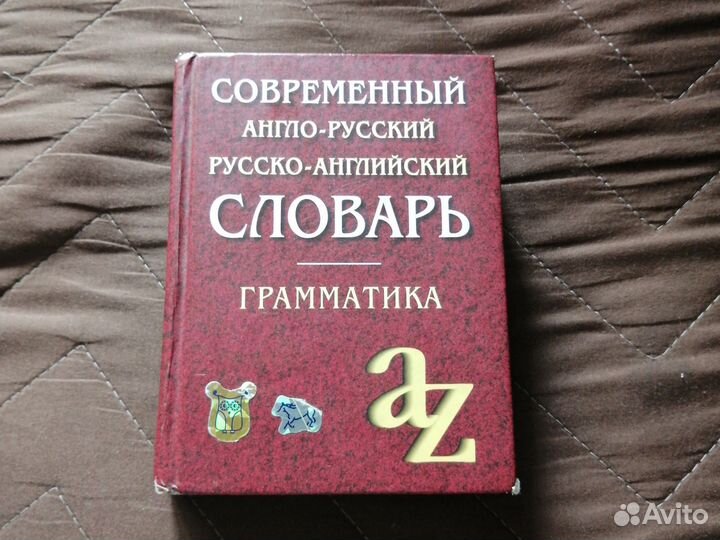 СОВРЕМЕННЫЙ
АНГЛО-РУССКИЙ
РУССКО-АНГЛИЙСКИЙ
СЛОВАРЬ
ГРАММАТИКА
az
Avito